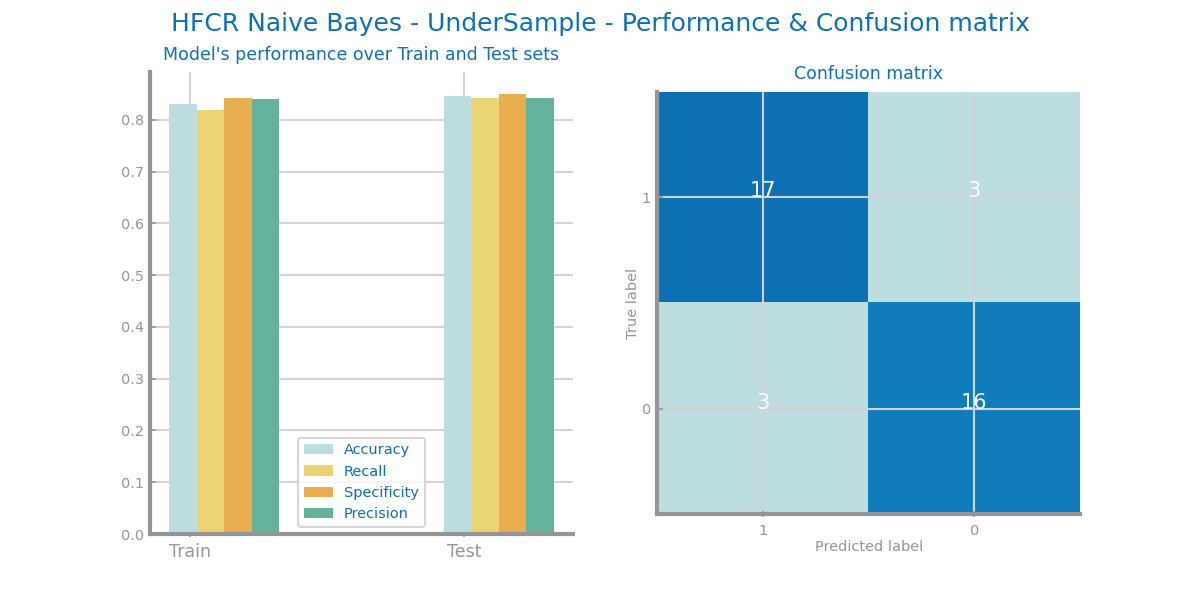 HFCR Naive Bayes - UnderSample - Performance & Confusion matrix
Model's performance over Train and Test sets
0.8
0.7
0.6
0.5
0.4
0.3
0.2
0.1
0.0
Train Test
Accuracy
Recall
Specificity
Precision
Confusion matrix
True label
1
0
17 3
3 16
1 0
Predicted label